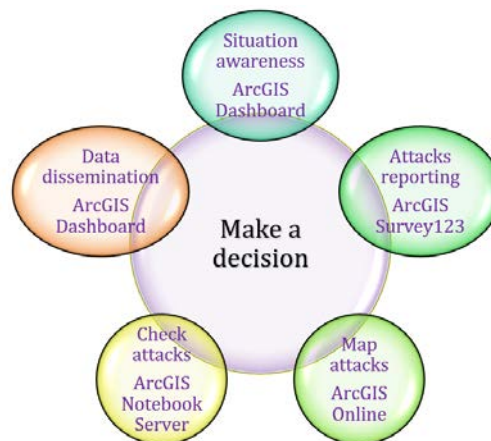 Situation
awareness
ArcGIS
Dashboard
Data
dissemination
ArcGIS
Dashboard
Attacks
reporting
ArcGIS
Survey123
Make a
decision
Check
attacks
ArcGIS
Notebook
Server
Map
attacks
ArcGIS
Online